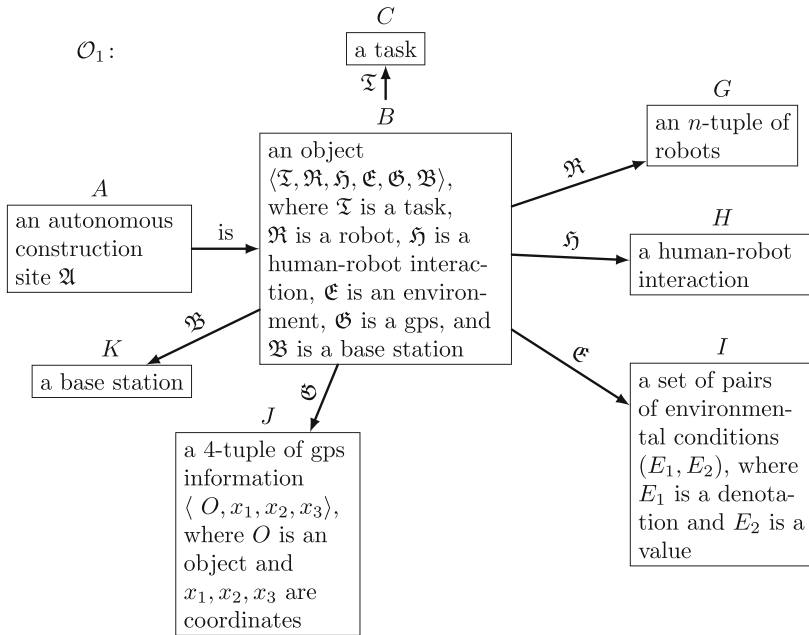 𝒪₁ :
C
a task
𝔗
B
an object
⟨𝔗, ℜ, ℌ, 𝔈, 𝔊, 𝔅⟩,
where 𝔗 is a task,
ℜ is a robot, ℌ is a
human-robot interac-
tion, 𝔈 is an environ-
ment, 𝔊 is a gps, and
𝔅 is a base station
A
an autonomous
construction
site 𝔄
is
G
an n-tuple of
robots
ℜ
H
a human-robot
interaction
ℌ
𝔅
K
a base station
𝔈
I
a set of pairs
of environmen-
tal conditions
(E₁, E₂), where
E₁ is a denota-
tion and E₂ is a
value
𝔊
J
a 4-tuple of gps
information
⟨ O, x₁, x₂, x₃⟩,
where O is an
object and
x₁, x₂, x₃ are
coordinates